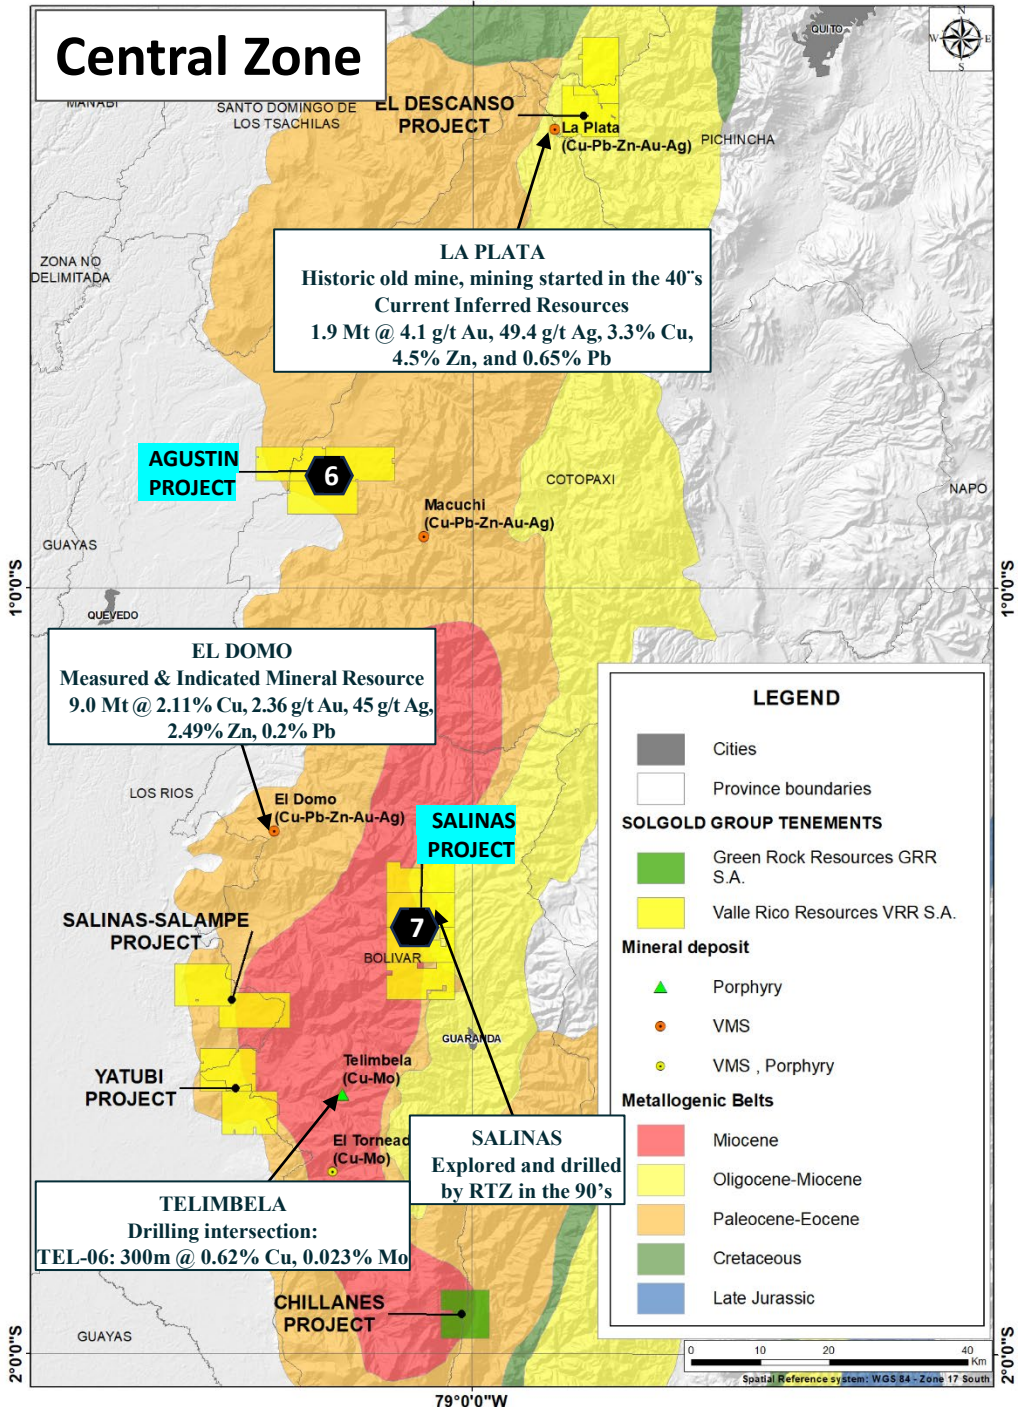 Central Zone
N
W
E
S
QUITO
MANABI
SANTO DOMINGO DE
LOS TSACHILAS
EL DESCANSO
PROJECT
La Plata
(Cu-Pb-Zn-Au-Ag)
PICHINCHA
ZONA NO
DELIMITADA
LA PLATA
Historic old mine, mining started in the 40¨s
Current Inferred Resources
1.9 Mt @ 4.1 g/t Au, 49.4 g/t Ag, 3.3% Cu,
4.5% Zn, and 0.65% Pb
AGUSTIN
PROJECT
6
COTOPAXI
NAPO
Macuchi
(Cu-Pb-Zn-Au-Ag)
GUAYAS
1°0'0"S
1°0'0"S
QUEVEDO
EL DOMO
Measured & Indicated Mineral Resource
9.0 Mt @ 2.11% Cu, 2.36 g/t Au, 45 g/t Ag,
2.49% Zn, 0.2% Pb
LOS RIOS
El Domo
(Cu-Pb-Zn-Au-Ag)
SALINAS
PROJECT
SALINAS-SALAMPE
PROJECT
7
BOLIVAR
GUARANDA
YATUBI
PROJECT
Telimbela
(Cu-Mo)
El Tornead
(Cu-Mo)
SALINAS
Explored and drilled
by RTZ in the 90's
TELIMBELA
Drilling intersection:
TEL-06: 300m @ 0.62% Cu, 0.023% Mo
CHILLANES
PROJECT
GUAYAS
2°0'0"S
2°0'0"S
79°0'0"W
LEGEND
Cities
Province boundaries
SOLGOLD GROUP TENEMENTS
Green Rock Resources GRR
S.A.
Valle Rico Resources VRR S.A.
Mineral deposit
Porphyry
VMS
VMS , Porphyry
Metallogenic Belts
Miocene
Oligocene-Miocene
Paleocene-Eocene
Cretaceous
Late Jurassic
0 10 20 40
Km
Spatial Reference system: WGS 84 - Zone 17 South